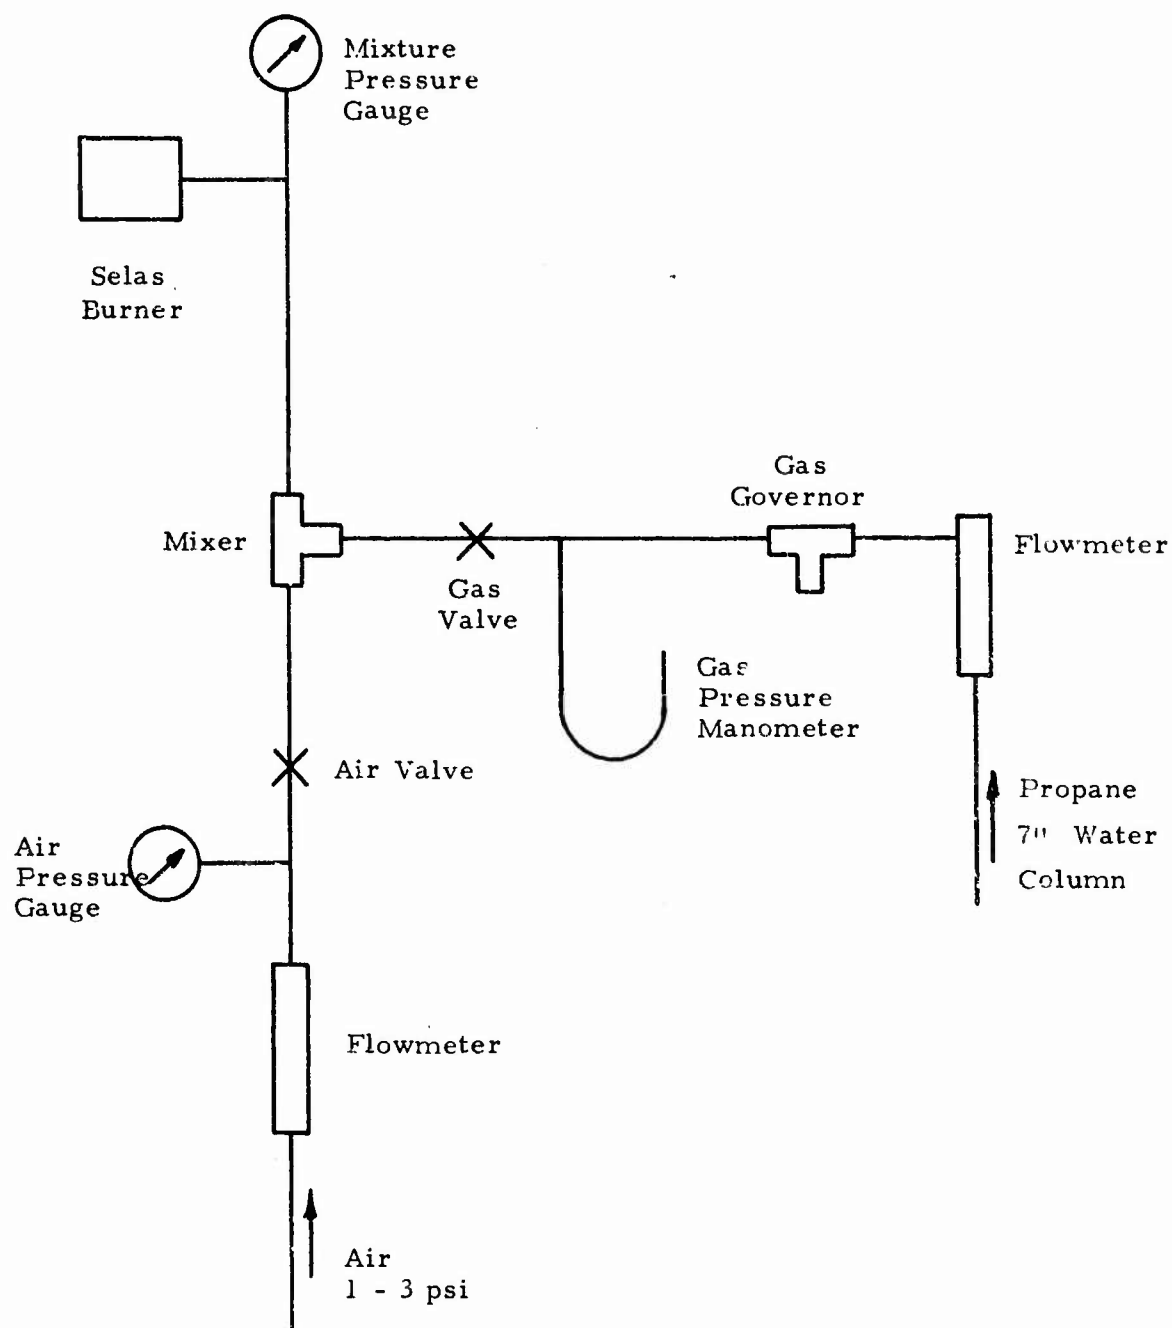 Mixture
Pressure
Gauge
Selas
Burner
Gas
Governor
Mixer
Flowmeter
Gas
Valve
Gas
Pressure
Manometer
Air Valve
Propane
7" Water
Column
Air
Pressure
Gauge
Flowmeter
Air
1 - 3 psi